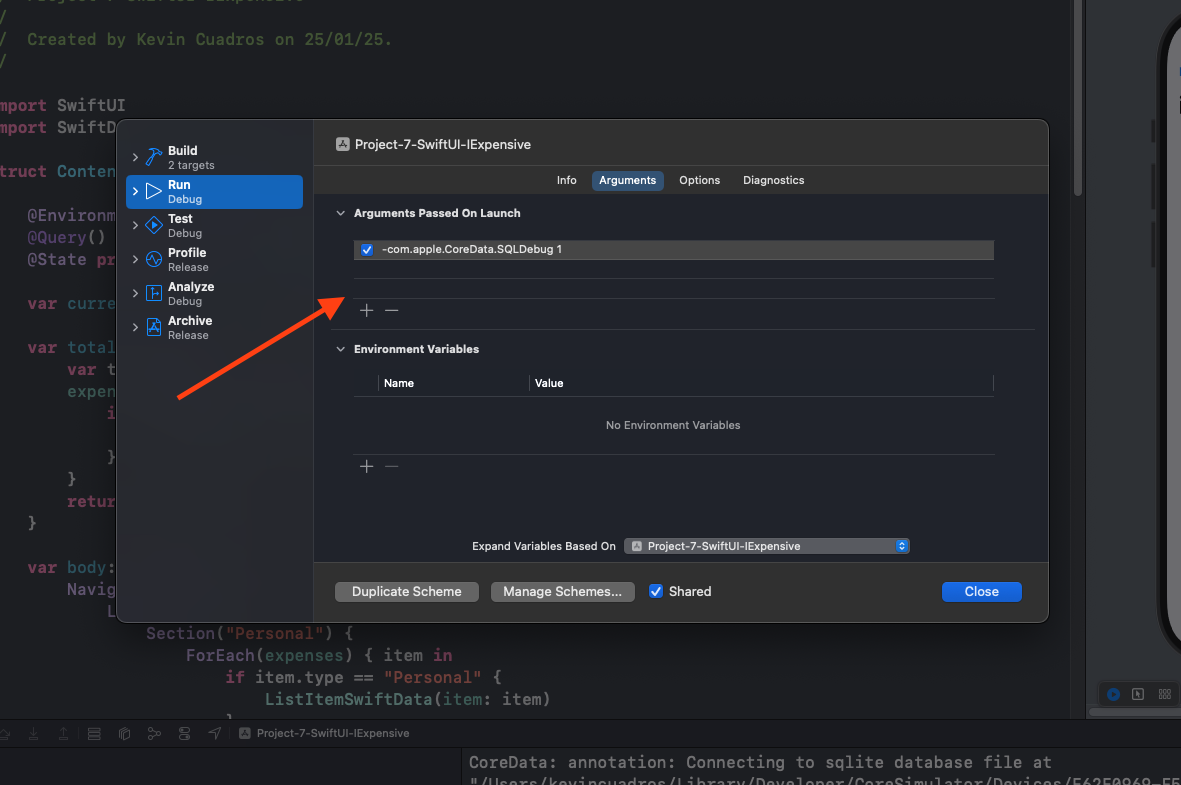 Created by Kevin Cuadros on 25/01/25.
mport SwiftUI
mport SwiftD
truct Conten
@Environm
@Query()
@State pr
var curre
var total
var t
expen
i
}
}
retur
}
var body:
Navig
L
Section("Personal") {
ForEach(expenses) { item in
if item.type == "Personal" {
ListItemSwiftData(item: item)
Build
2 targets
Run
Debug
Test
Debug
Profile
Release
Analyze
Debug
Archive
Release
Project-7-SwiftUI-IExpensive
Info Arguments Options Diagnostics
Arguments Passed On Launch
-com.apple.CoreData.SQLDebug 1
Environment Variables
Name Value
No Environment Variables
Expand Variables Based On Project-7-SwiftUI-IExpensive
Duplicate Scheme Manage Schemes... Shared Close
Project-7-SwiftUI-IExpensive
CoreData: annotation: Connecting to sqlite database file at
"/Users/kevincuadros/Library/Developer/CoreSimulator/Devices/